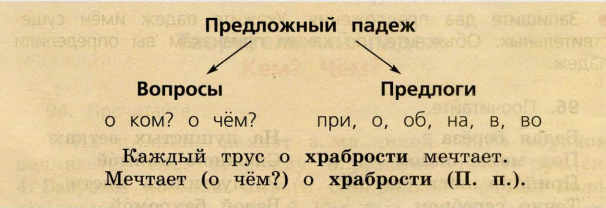 Предложный падеж
Вопросы Предлоги
о ком? о чём? при, о, об, на, в, во
Каждый трус о храбрости мечтает.
Мечтает (о чём?) о храбрости (П. п.).